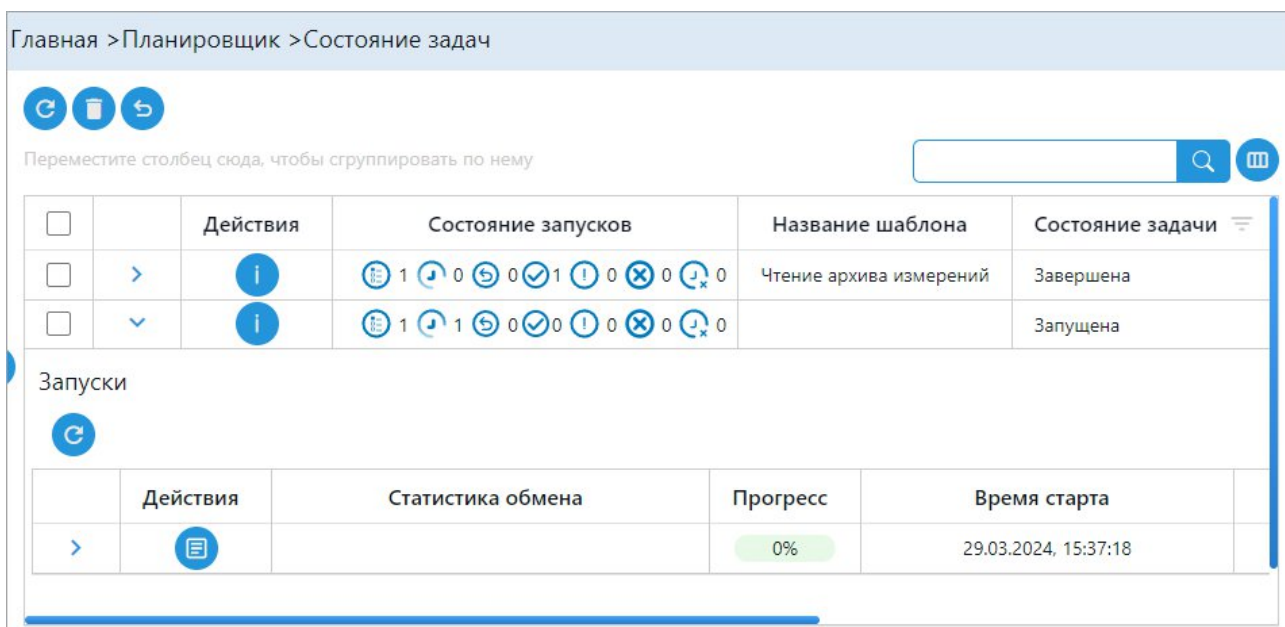 Главная >Планировщик >Состояние задач
Переместите столбец сюда, чтобы сгруппировать по нему
Действия Состояние запусков Название шаблона Состояние задачи
i 1 0 0 1 0 0 0 Чтение архива измерений Завершена
i 1 1 0 0 0 0 0 Запущена
Запуски
Действия Статистика обмена Прогресс Время старта
0% 29.03.2024, 15:37:18